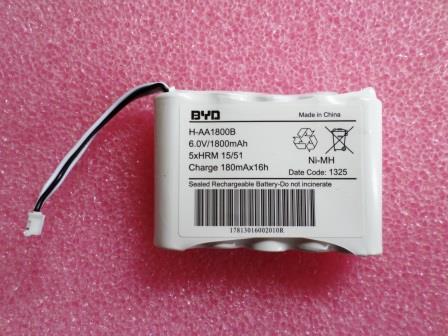 BYD
Made in China
H-AA1800B
6.0V/1800mAh
5xHRM 15/51
Ni-MH
Charge 180mAx16h
Date Code: 1325
Sealed Rechargeable Battery-Do not incinerate
17813016002010R